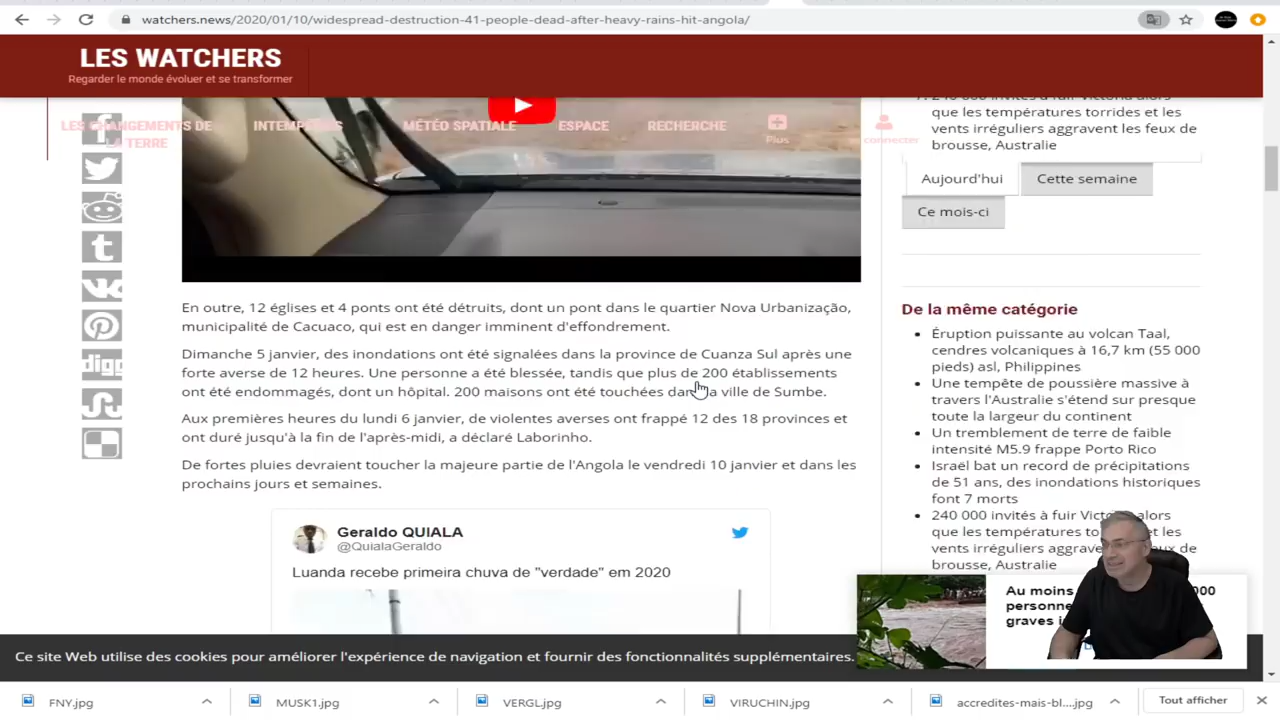 watchers.news/2020/01/10/widespread-destruction-41-people-dead-after-heavy-rains-hit-angola/
LES WATCHERS
Regarder le monde évoluer et se transformer
LES CHANGEMENTS DE
LA TERRE
INTEMPÉRIES
MÉTÉO SPATIALE
ESPACE
RECHERCHE
Plus
connecter
240 000 invités à fuir Victoria alors
que les températures torrides et les
vents irréguliers aggravent les feux de
brousse, Australie
Aujourd'hui
Cette semaine
Ce mois-ci
En outre, 12 églises et 4 ponts ont été détruits, dont un pont dans le quartier Nova Urbanização,
municipalité de Cacuaco, qui est en danger imminent d'effondrement.
Dimanche 5 janvier, des inondations ont été signalées dans la province de Cuanza Sul après une
forte averse de 12 heures. Une personne a été blessée, tandis que plus de 200 établissements
ont été endommagés, dont un hôpital. 200 maisons ont été touchées dans la ville de Sumbe.
Aux premières heures du lundi 6 janvier, de violentes averses ont frappé 12 des 18 provinces et
ont duré jusqu'à la fin de l'après-midi, a déclaré Laborinho.
De fortes pluies devraient toucher la majeure partie de l'Angola le vendredi 10 janvier et dans les
prochains jours et semaines.
Geraldo QUIALA
@QuialaGeraldo
Luanda recebe primeira chuva de "verdade" em 2020
De la même catégorie
Éruption puissante au volcan Taal,
cendres volcaniques à 16,7 km (55 000
pieds) asl, Philippines
Une tempête de poussière massive à
travers l'Australie s'étend sur presque
toute la largeur du continent
Un tremblement de terre de faible
intensité M5.9 frappe Porto Rico
Israël bat un record de précipitations
de 51 ans, des inondations historiques
font 7 morts
240 000 invités à fuir alors
que les températures et les
vents irréguliers de
brousse, Australie
Au moins 000
graves
digg
Ce site Web utilise des cookies pour améliorer l'expérience de navigation et fournir des fonctionnalités supplémentaires.
FNY.jpg
MUSK1.jpg
VERGL.jpg
VIRUCHIN.jpg
accredites-mais-bl....jpg
Tout afficher